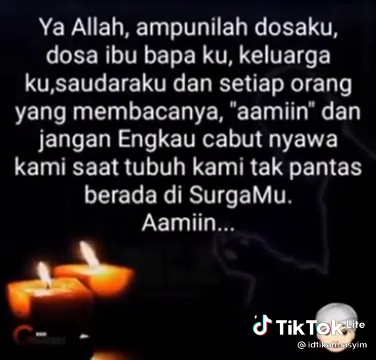 Ya Allah, ampunilah dosaku,
dosa ibu bapa ku, keluarga
ku,saudaraku dan setiap orang
yang membacanya, "aamiin" dan
jangan Engkau cabut nyawa
kami saat tubuh kami tak pantas
berada di SurgaMu.
Aamiin...
TikTok Lite